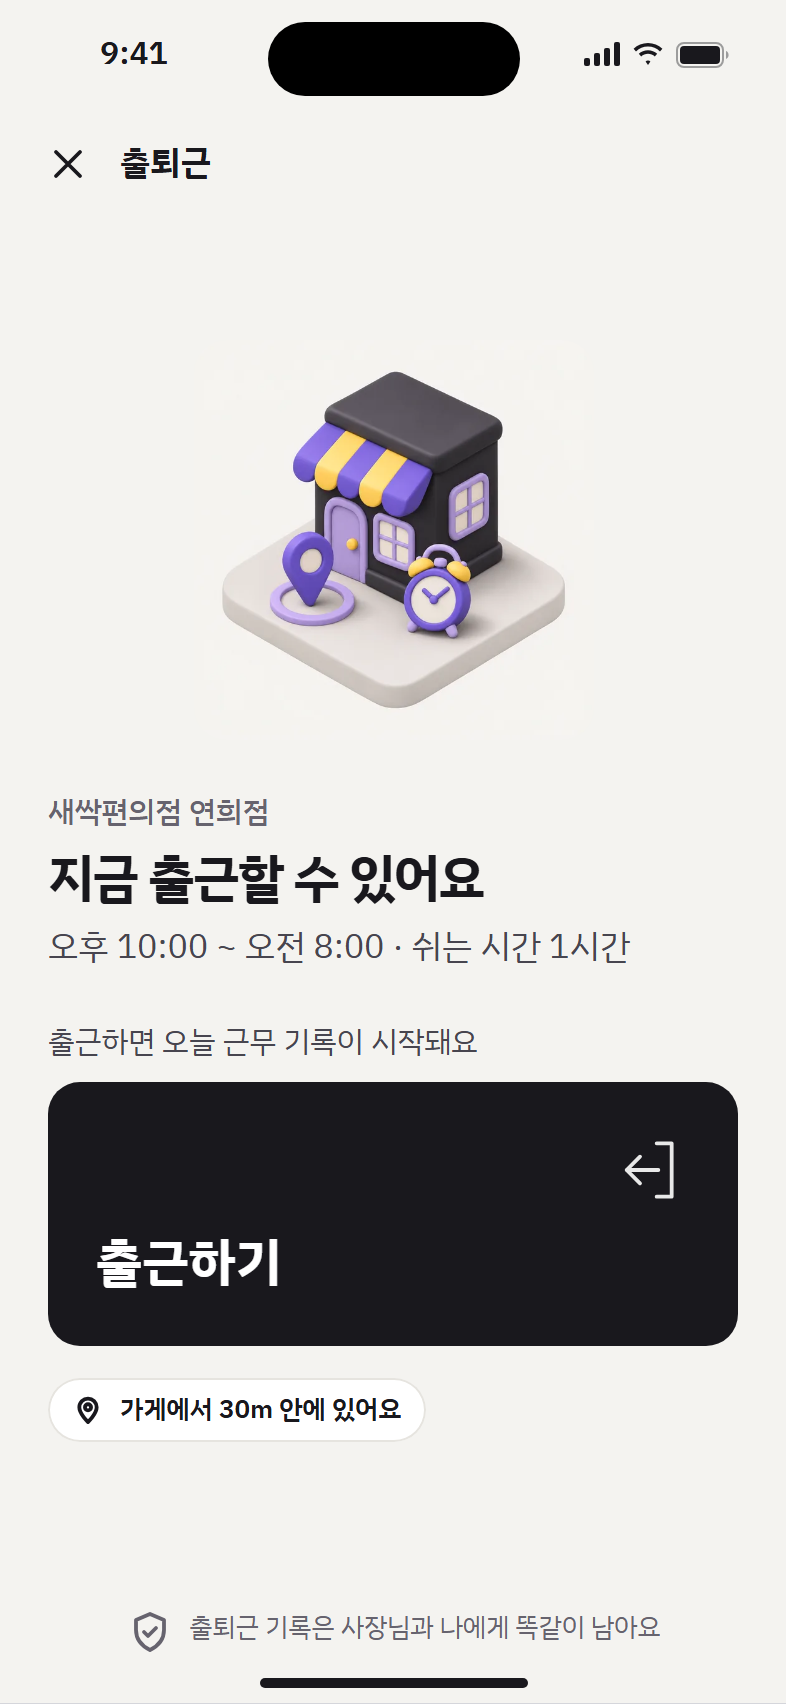 9:41
출퇴근
새싹편의점 연희점
지금 출근할 수 있어요
오후 10:00 ~ 오전 8:00 · 쉬는 시간 1시간
출근하면 오늘 근무 기록이 시작돼요
출근하기
가게에서 30m 안에 있어요
출퇴근 기록은 사장님과 나에게 똑같이 남아요